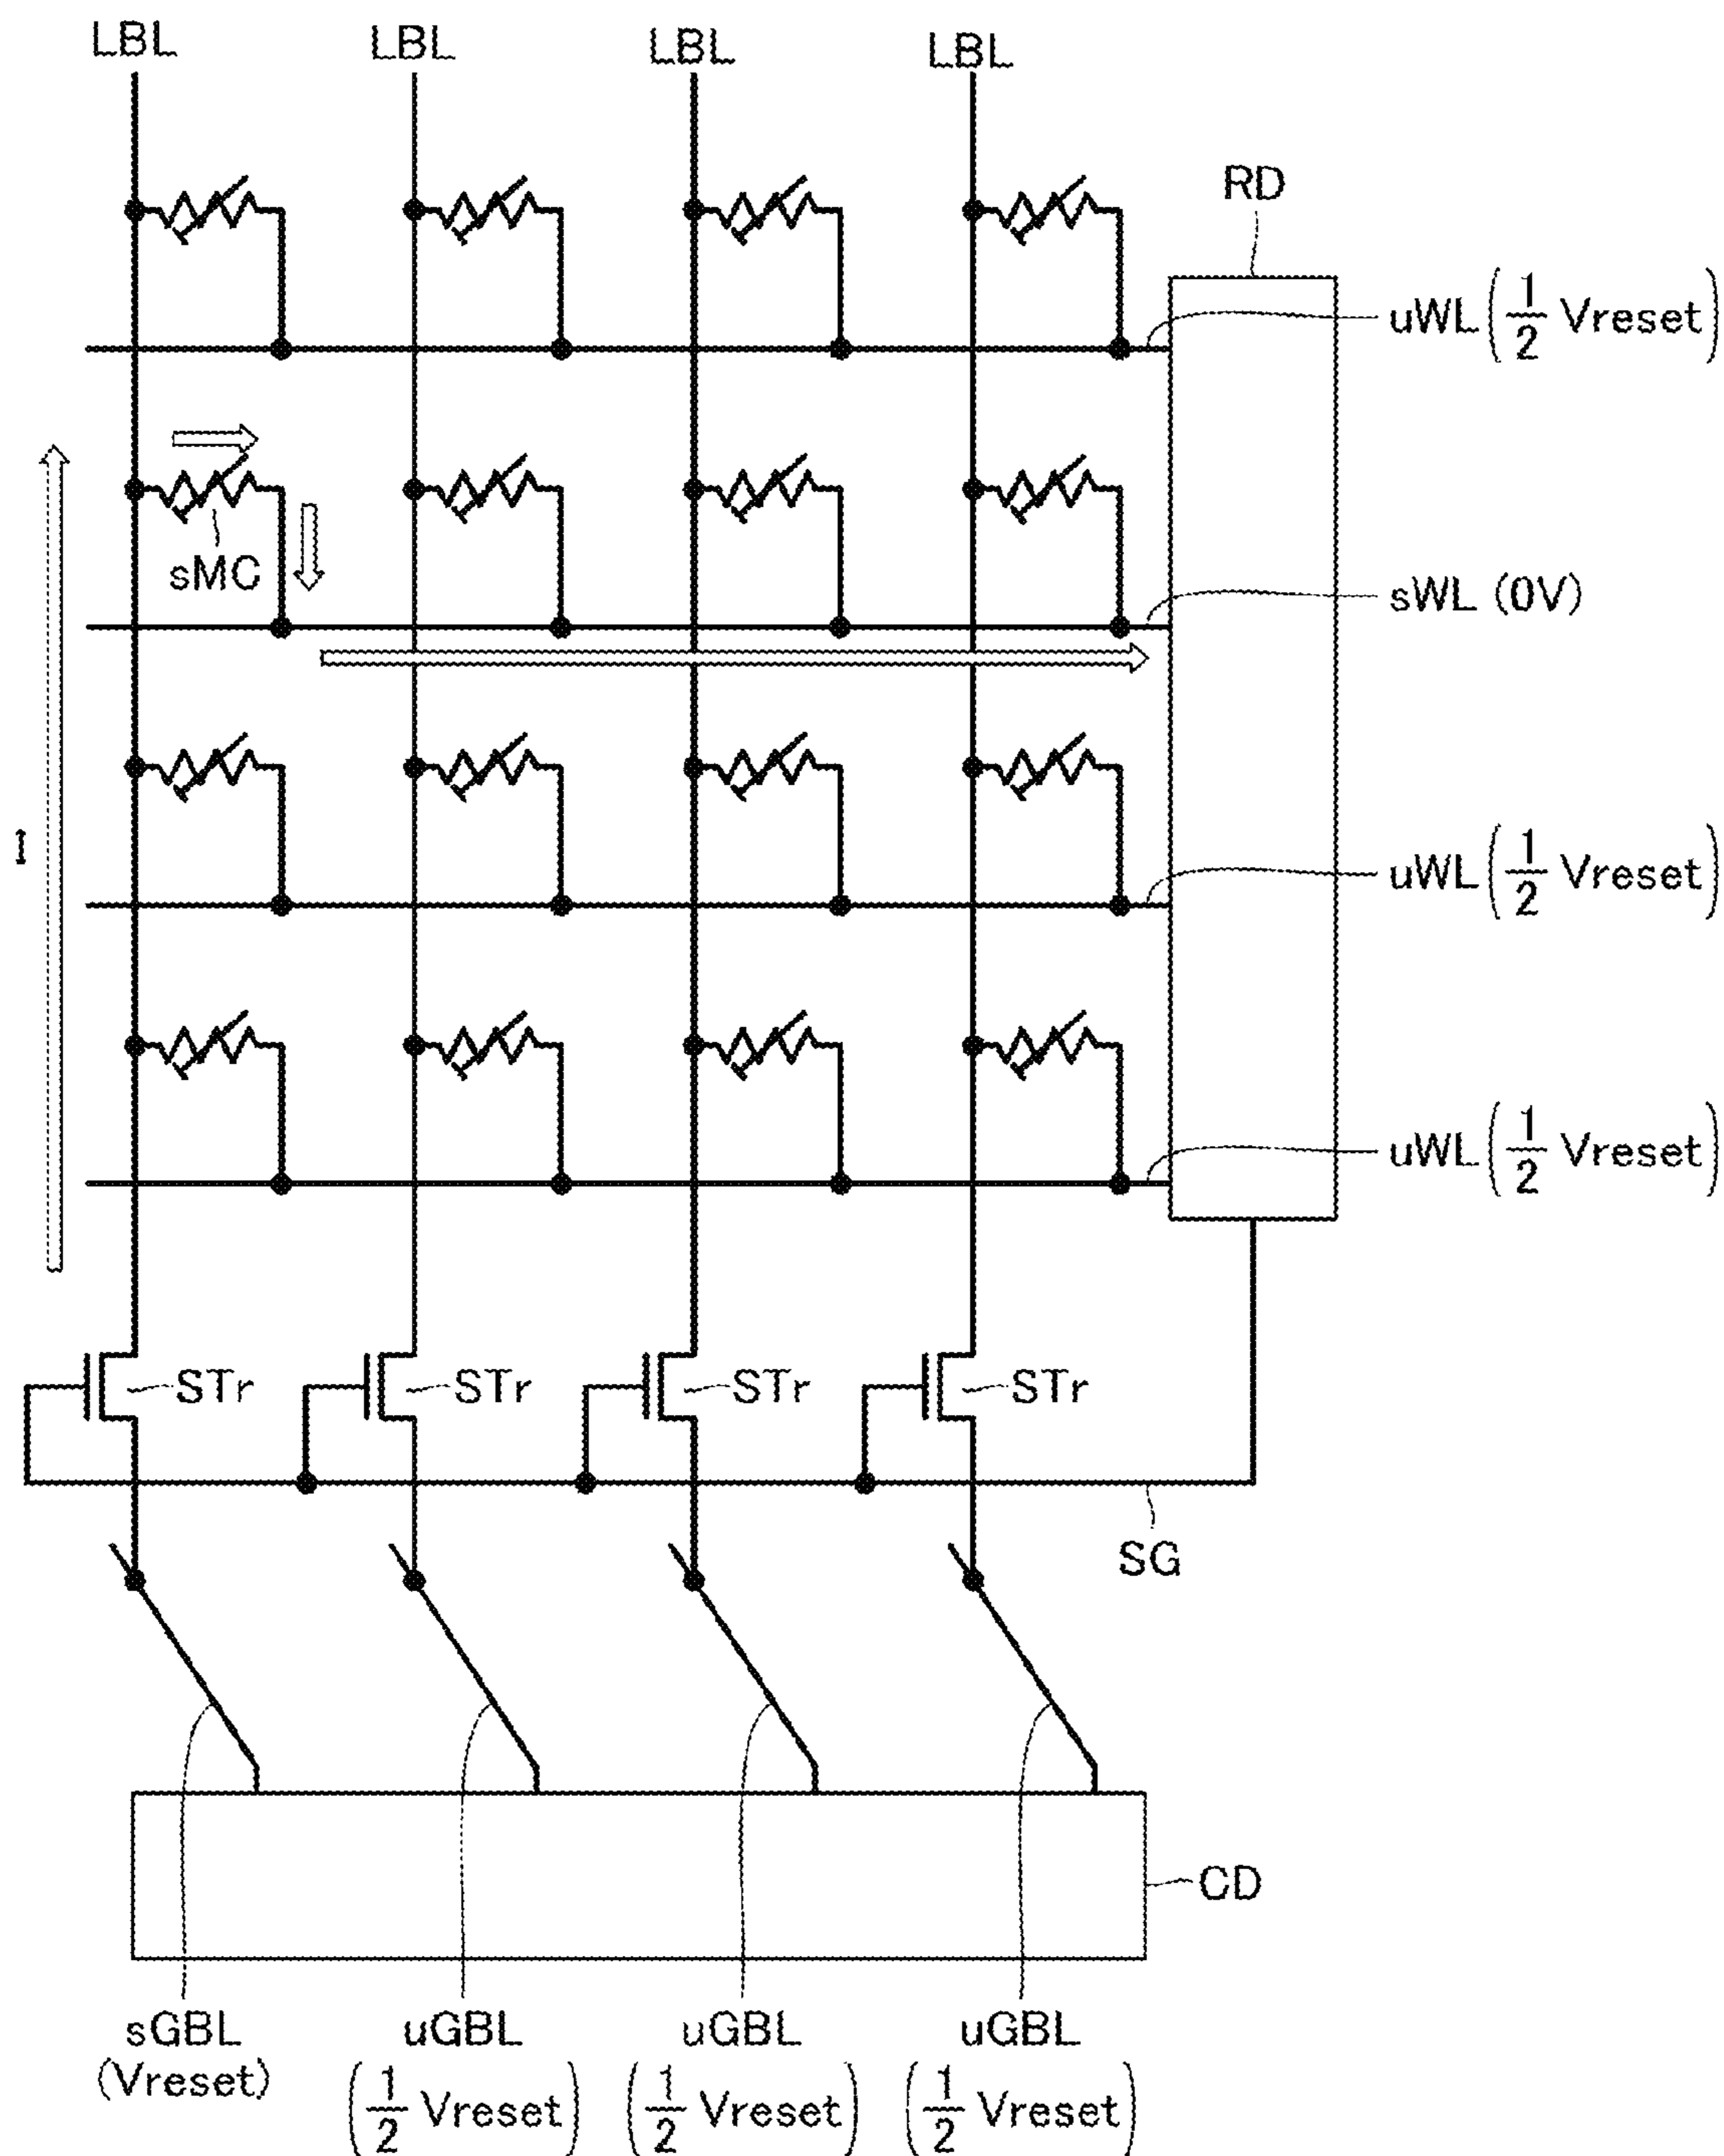 LBL LBL LBL LBL
RD
uWL(1/2 Vreset)
sMC
sWL (0V)
I
uWL(1/2 Vreset)
uWL(1/2 Vreset)
STr STr STr STr
SG
CD
sGBL uGBL uGBL uGBL
(Vreset) (1/2 Vreset) (1/2 Vreset) (1/2 Vreset)